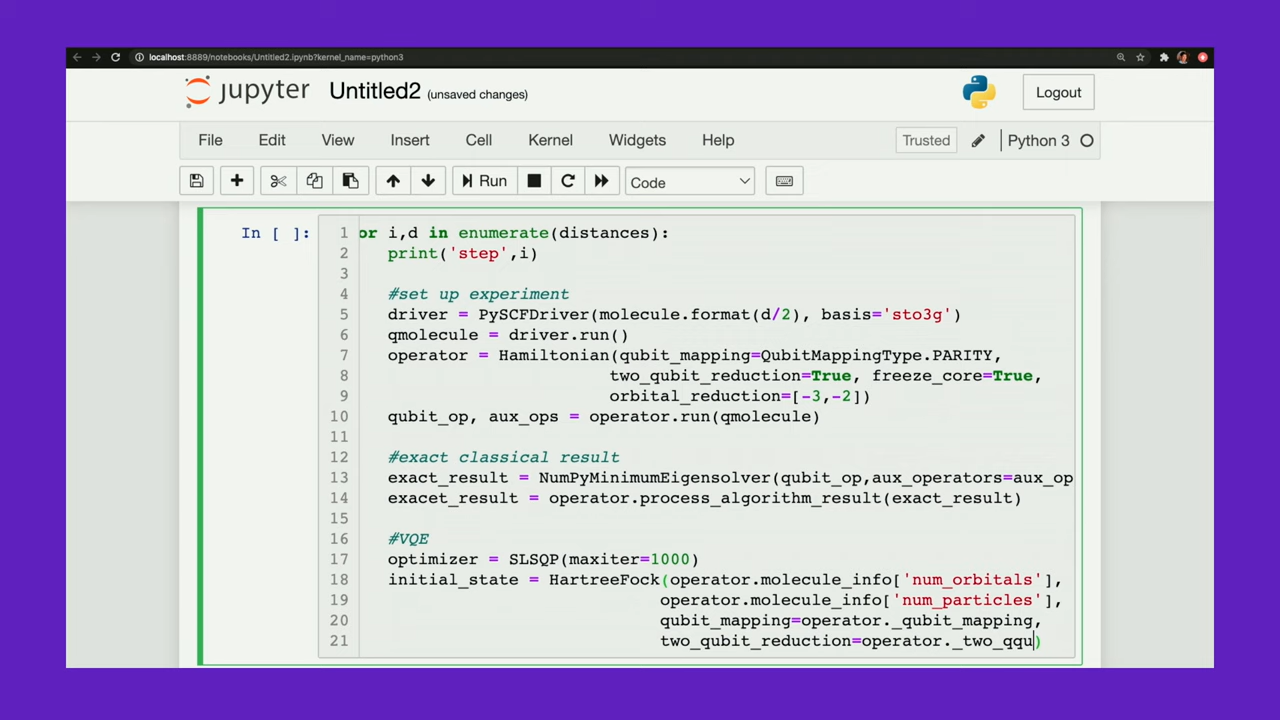 localhost:8889/notebooks/Untitled2.ipynb?kernel_name=python3
jupyter Untitled2 (unsaved changes) Logout
File Edit View Insert Cell Kernel Widgets Help Trusted Python 3
Run Code
In [ ]:
1 or i,d in enumerate(distances):
2 print('step',i)
3
4 #set up experiment
5 driver = PySCFDriver(molecule.format(d/2), basis='sto3g')
6 qmolecule = driver.run()
7 operator = Hamiltonian(qubit_mapping=QubitMappingType.PARITY,
8 two_qubit_reduction=True, freeze_core=True,
9 orbital_reduction=[-3,-2])
10 qubit_op, aux_ops = operator.run(qmolecule)
11
12 #exact classical result
13 exact_result = NumPyMinimumEigensolver(qubit_op,aux_operators=aux_op
14 exacet_result = operator.process_algorithm_result(exact_result)
15
16 #VQE
17 optimizer = SLSQP(maxiter=1000)
18 initial_state = HartreeFock(operator.molecule_info['num_orbitals'],
19 operator.molecule_info['num_particles'],
20 qubit_mapping=operator._qubit_mapping,
21 two_qubit_reduction=operator._two_qqu)